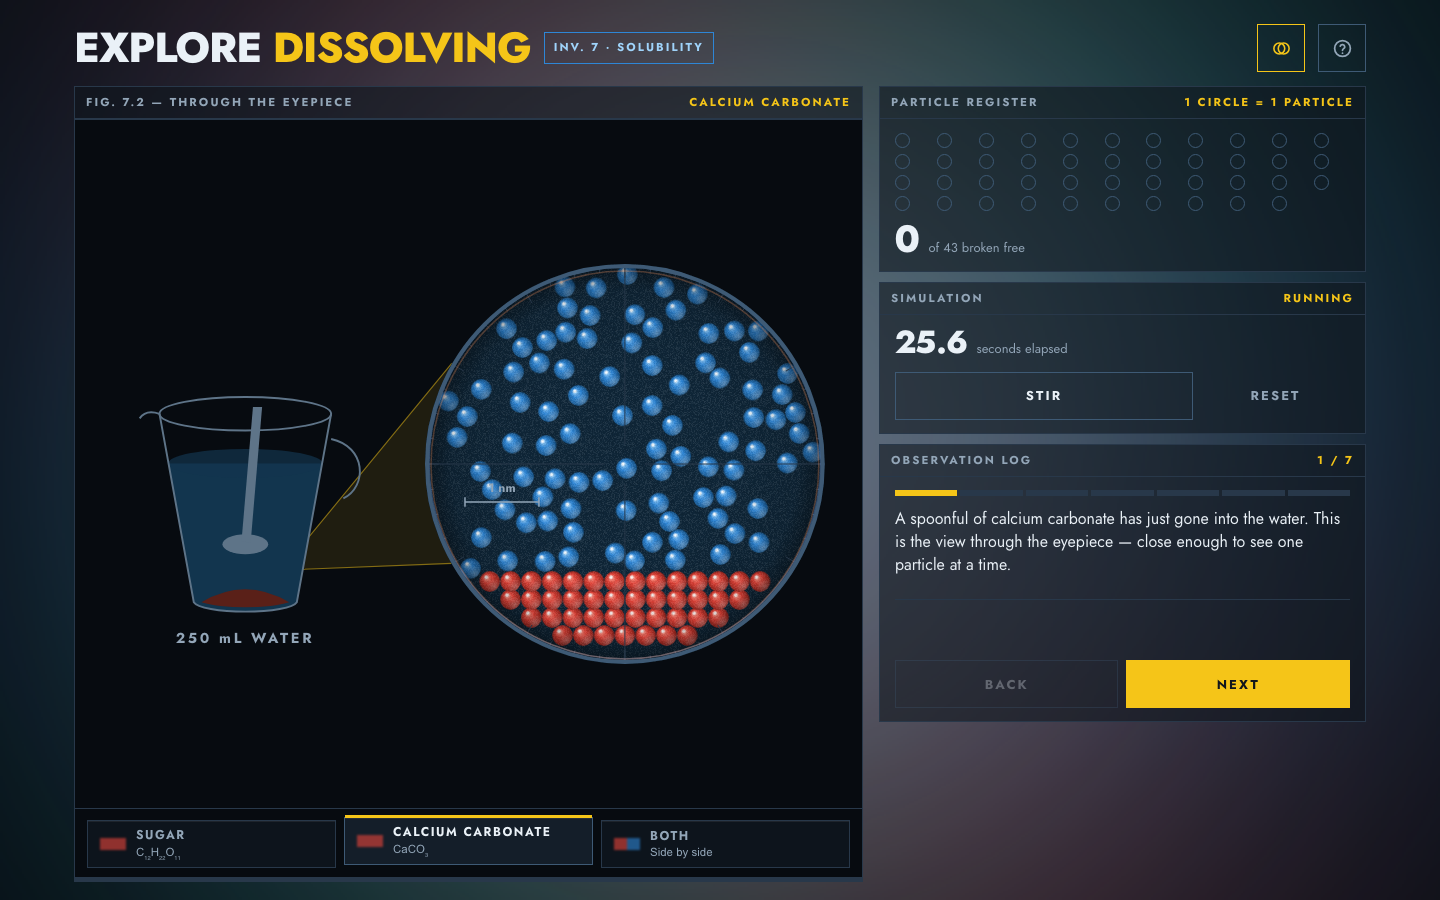 EXPLORE DISSOLVING
INV. 7 · SOLUBILITY
FIG. 7.2 — THROUGH THE EYEPIECE
CALCIUM CARBONATE
1 nm
250 mL WATER
SUGAR
C₁₂H₂₂O₁₁
CALCIUM CARBONATE
CaCO₃
BOTH
Side by side
PARTICLE REGISTER
1 CIRCLE = 1 PARTICLE
0 of 43 broken free
SIMULATION
RUNNING
25.6 seconds elapsed
STIR
RESET
OBSERVATION LOG
1 / 7
A spoonful of calcium carbonate has just gone into the water. This
is the view through the eyepiece — close enough to see one
particle at a time.
BACK
NEXT